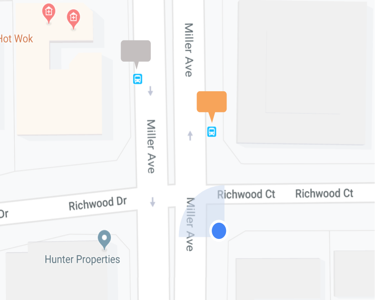 Hot Wok
Miller Ave
Miller Ave
Richwood Ct
Richwood Ct
Richwood Dr
Dr
Miller Ave
Hunter Properties